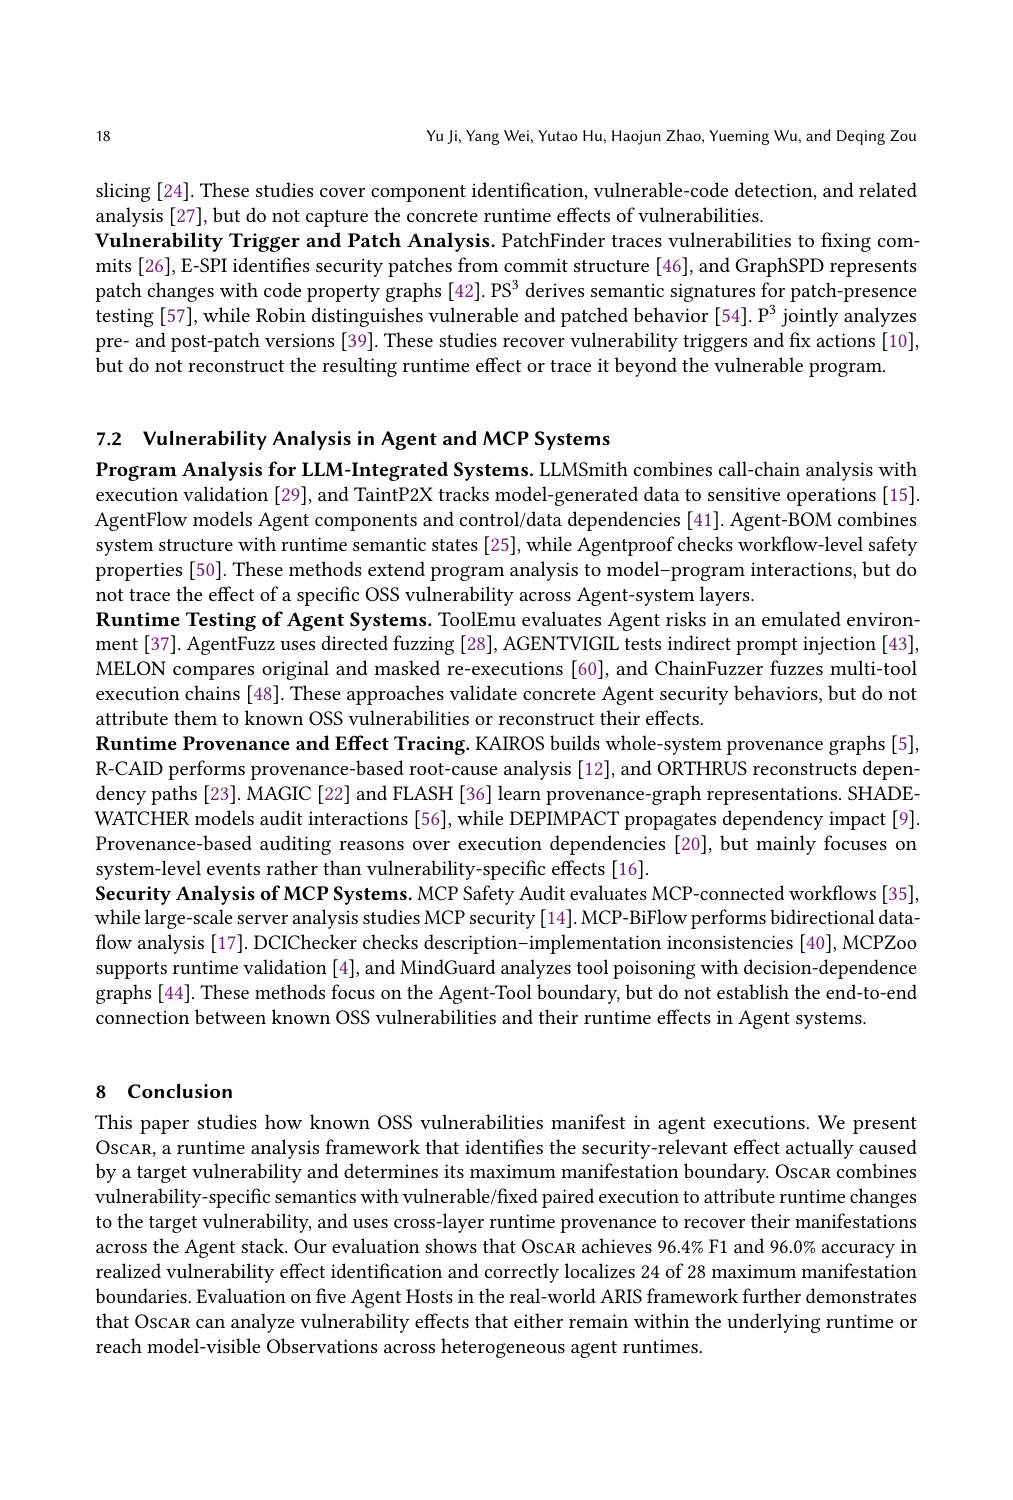 18
Yu Ji, Yang Wei, Yutao Hu, Haojun Zhao, Yueming Wu, and Deqing Zou
slicing [24]. These studies cover component identification, vulnerable-code detection, and related
analysis [27], but do not capture the concrete runtime effects of vulnerabilities.
Vulnerability Trigger and Patch Analysis. PatchFinder traces vulnerabilities to fixing com-
mits [26], E-SPI identifies security patches from commit structure [46], and GraphSPD represents
patch changes with code property graphs [42]. PS³ derives semantic signatures for patch-presence
testing [57], while Robin distinguishes vulnerable and patched behavior [54]. P³ jointly analyzes
pre- and post-patch versions [39]. These studies recover vulnerability triggers and fix actions [10],
but do not reconstruct the resulting runtime effect or trace it beyond the vulnerable program.
7.2 Vulnerability Analysis in Agent and MCP Systems
Program Analysis for LLM-Integrated Systems. LLMSmith combines call-chain analysis with
execution validation [29], and TaintP2X tracks model-generated data to sensitive operations [15].
AgentFlow models Agent components and control/data dependencies [41]. Agent-BOM combines
system structure with runtime semantic states [25], while Agentproof checks workflow-level safety
properties [50]. These methods extend program analysis to model–program interactions, but do
not trace the effect of a specific OSS vulnerability across Agent-system layers.
Runtime Testing of Agent Systems. ToolEmu evaluates Agent risks in an emulated environ-
ment [37]. AgentFuzz uses directed fuzzing [28], AGENTVIGIL tests indirect prompt injection [43],
MELON compares original and masked re-executions [60], and ChainFuzzer fuzzes multi-tool
execution chains [48]. These approaches validate concrete Agent security behaviors, but do not
attribute them to known OSS vulnerabilities or reconstruct their effects.
Runtime Provenance and Effect Tracing. KAIROS builds whole-system provenance graphs [5],
R-CAID performs provenance-based root-cause analysis [12], and ORTHRUS reconstructs depen-
dency paths [23]. MAGIC [22] and FLASH [36] learn provenance-graph representations. SHADE-
WATCHER models audit interactions [56], while DEPIMPACT propagates dependency impact [9].
Provenance-based auditing reasons over execution dependencies [20], but mainly focuses on
system-level events rather than vulnerability-specific effects [16].
Security Analysis of MCP Systems. MCP Safety Audit evaluates MCP-connected workflows [35],
while large-scale server analysis studies MCP security [14]. MCP-BiFlow performs bidirectional data-
flow analysis [17]. DCIChecker checks description–implementation inconsistencies [40], MCPZoo
supports runtime validation [4], and MindGuard analyzes tool poisoning with decision-dependence
graphs [44]. These methods focus on the Agent-Tool boundary, but do not establish the end-to-end
connection between known OSS vulnerabilities and their runtime effects in Agent systems.
8 Conclusion
This paper studies how known OSS vulnerabilities manifest in agent executions. We present
Oscar, a runtime analysis framework that identifies the security-relevant effect actually caused
by a target vulnerability and determines its maximum manifestation boundary. Oscar combines
vulnerability-specific semantics with vulnerable/fixed paired execution to attribute runtime changes
to the target vulnerability, and uses cross-layer runtime provenance to recover their manifestations
across the Agent stack. Our evaluation shows that Oscar achieves 96.4% F1 and 96.0% accuracy in
realized vulnerability effect identification and correctly localizes 24 of 28 maximum manifestation
boundaries. Evaluation on five Agent Hosts in the real-world ARIS framework further demonstrates
that Oscar can analyze vulnerability effects that either remain within the underlying runtime or
reach model-visible Observations across heterogeneous agent runtimes.